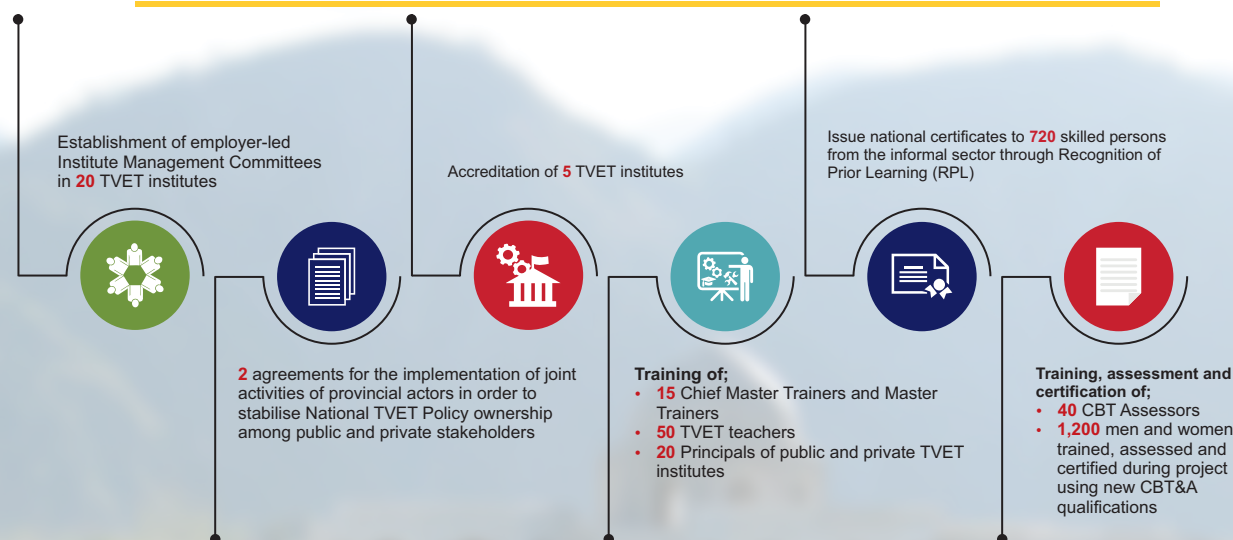 Establishment of employer-led
Institute Management Committees
in 20 TVET institutes
2 agreements for the implementation of joint
activities of provincial actors in order to
stabilise National TVET Policy ownership
among public and private stakeholders
Accreditation of 5 TVET institutes
Training of;
• 15 Chief Master Trainers and Master
Trainers
• 50 TVET teachers
• 20 Principals of public and private TVET
institutes
Issue national certificates to 720 skilled persons
from the informal sector through Recognition of
Prior Learning (RPL)
Training, assessment and
certification of;
• 40 CBT Assessors
• 1,200 men and women
trained, assessed and
certified during project
using new CBT&A
qualifications